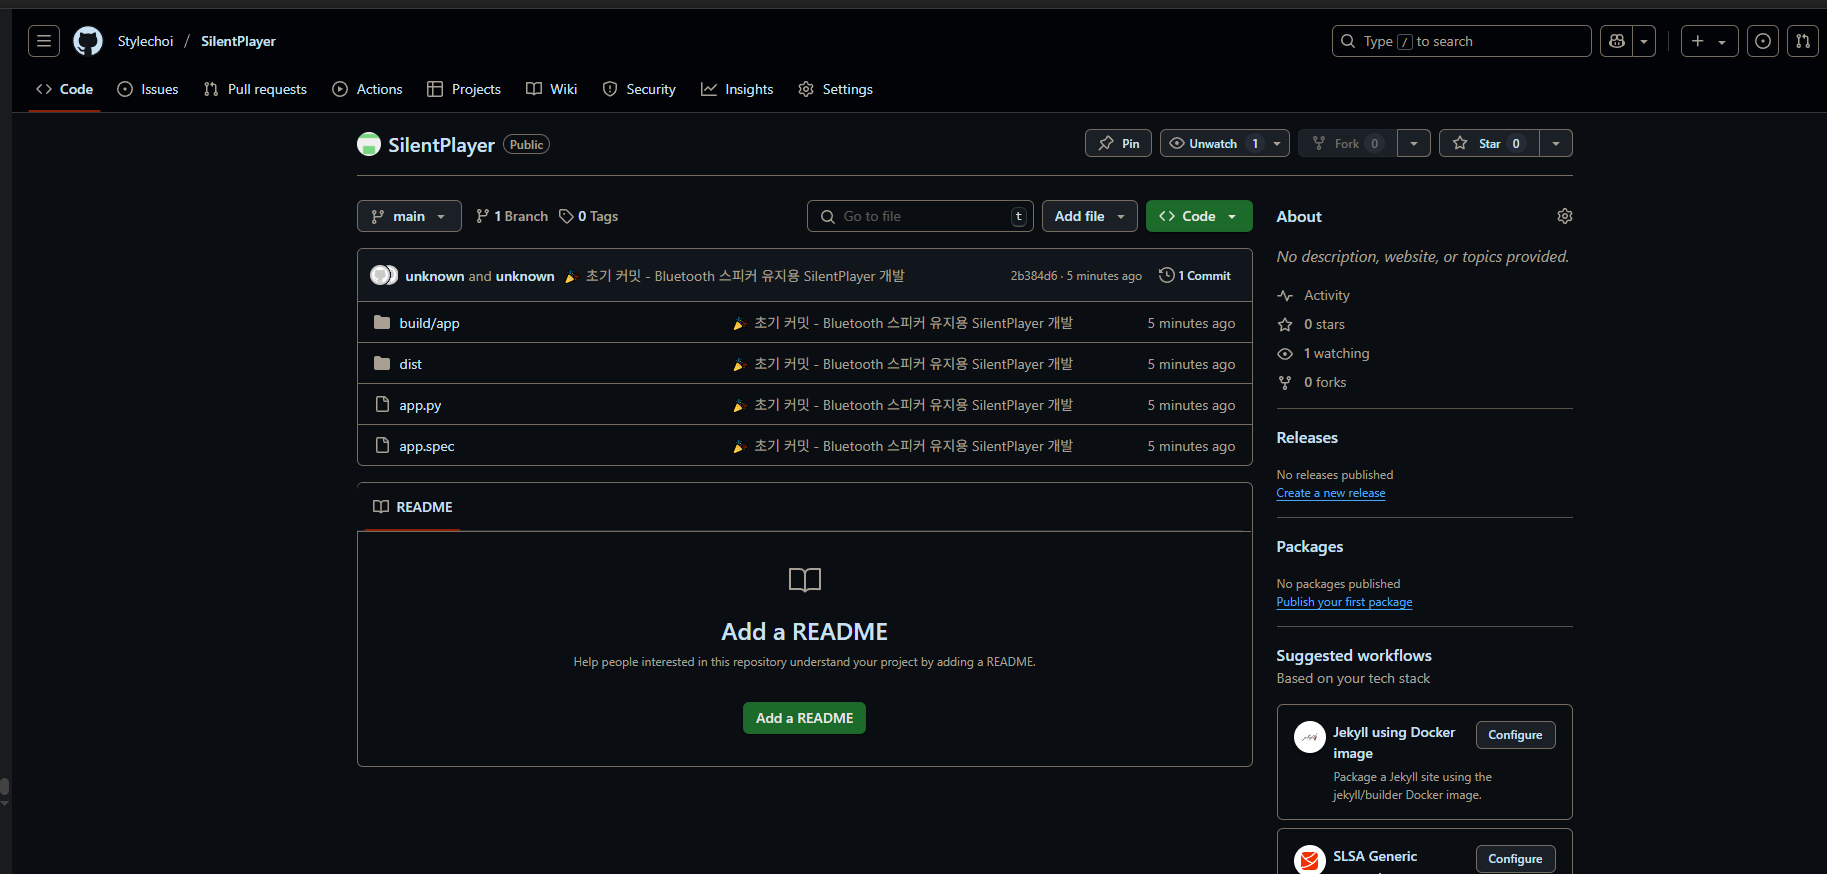 Stylechoi / SilentPlayer
Type / to search
Code Issues Pull requests Actions Projects Wiki Security Insights Settings
SilentPlayer Public
Pin Unwatch 1 Fork 0 Star 0
main 1 Branch 0 Tags
Go to file t
Add file
Code
unknown and unknown 🎉 초기 커밋 - Bluetooth 스피커 유지용 SilentPlayer 개발 2b384d6 · 5 minutes ago 1 Commit
build/app 🎉 초기 커밋 - Bluetooth 스피커 유지용 SilentPlayer 개발 5 minutes ago
dist 🎉 초기 커밋 - Bluetooth 스피커 유지용 SilentPlayer 개발 5 minutes ago
app.py 🎉 초기 커밋 - Bluetooth 스피커 유지용 SilentPlayer 개발 5 minutes ago
app.spec 🎉 초기 커밋 - Bluetooth 스피커 유지용 SilentPlayer 개발 5 minutes ago
README
Add a README
Help people interested in this repository understand your project by adding a README.
Add a README
About
No description, website, or topics provided.
Activity
0 stars
1 watching
0 forks
Releases
No releases published
Create a new release
Packages
No packages published
Publish your first package
Suggested workflows
Based on your tech stack
Jekyll using Docker
image
Configure
Package a Jekyll site using the
jekyll/builder Docker image.
SLSA Generic
Configure